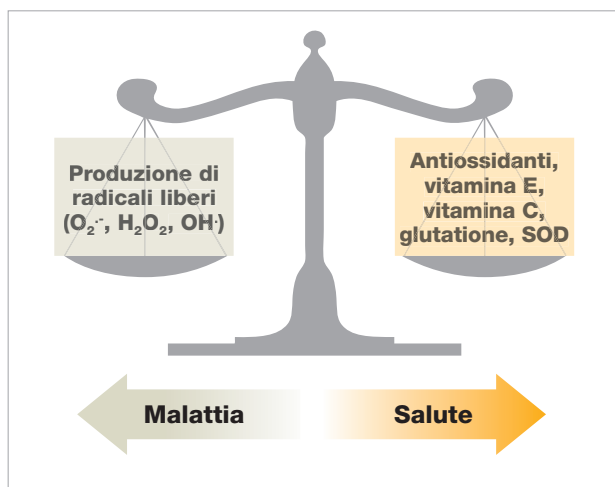 Produzione di
radicali liberi
(O₂·⁻, H₂O₂, OH·)
Antiossidanti,
vitamina E,
vitamina C,
glutatione, SOD
Malattia
Salute